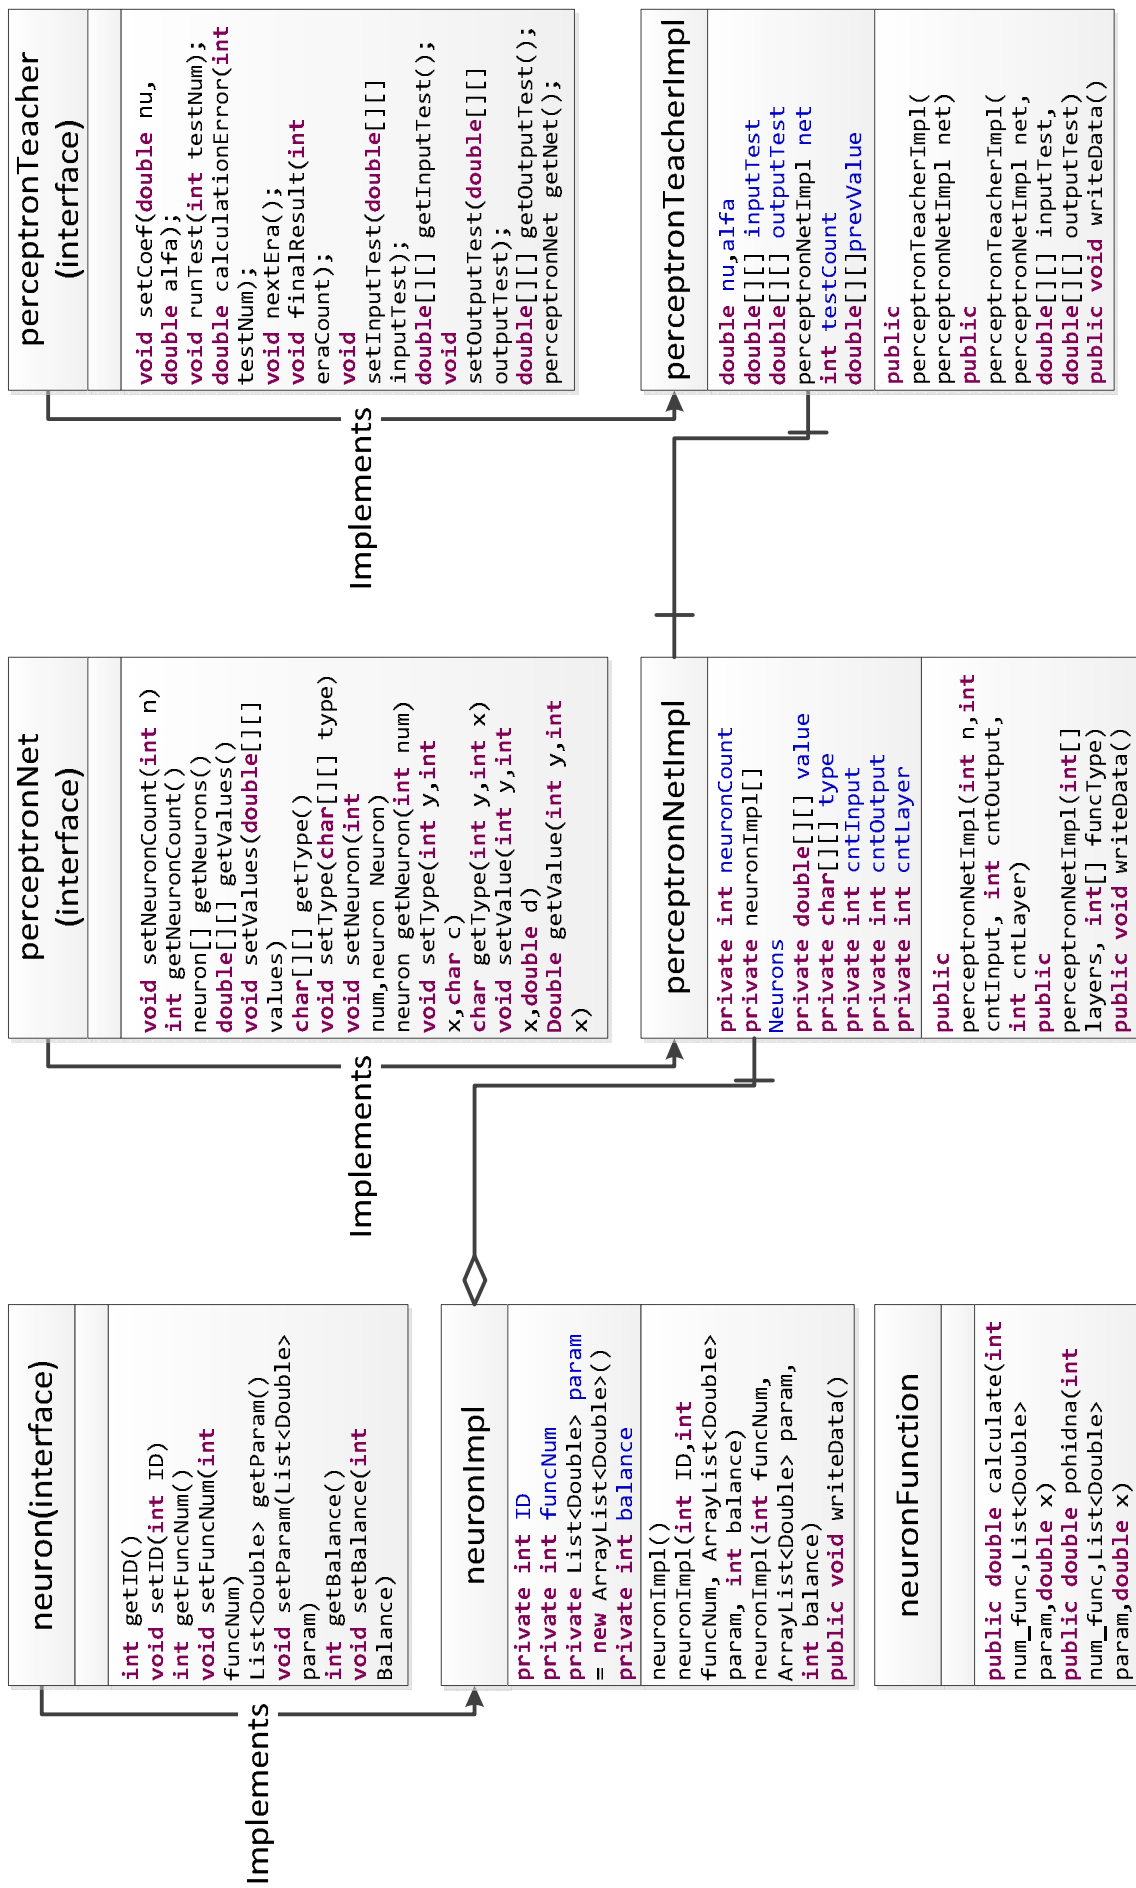 neuron(interface)
int getID()
void setID(int ID)
int getFuncNum()
void setFuncNum(int
funcNum)
List<Double> getParam()
void setParam(List<Double>
param)
int getBalance()
void setBalance(int
Balance)
Implements
neuronImpl
private int ID
private int funcNum
private List<Double> param
= new ArrayList<Double>()
private int balance
neuronImpl()
neuronImpl(int ID,int
funcNum, ArrayList<Double>
param, int balance)
neuronImpl(int funcNum,
ArrayList<Double> param,
int balance)
public void writeData()
neuronFunction
public double calculate(int
num_func,List<Double>
param,double x)
public double pohidna(int
num_func,List<Double>
param,double x)
perceptronNet
(interface)
void setNeuronCount(int n)
int getNeuronCount()
neuron[] getNeurons()
double[][] getValues()
void setValues(double[][]
values)
char[][] getType()
void setType(char[][] type)
void setNeuron(int
num,neuron Neuron)
neuron getNeuron(int num)
void setType(int y,int
x,char c)
char getType(int y,int x)
void setValue(int y,int
x,double d)
Double getValue(int y,int
x)
Implements
perceptronNetImpl
private int neuronCount
private neuronImpl[]
Neurons
private double[][] value
private char[][] type
private int cntInput
private int cntOutput
private int cntLayer
public
perceptronNetImpl(int n,int
cntInput, int cntOutput,
int cntLayer)
public
perceptronNetImpl(int[]
layers, int[] funcType)
public void writeData()
perceptronTeacher
(interface)
void setCoef(double nu,
double alfa);
void runTest(int testNum);
double calculationError(int
testNum);
void nextEra();
void finalResult(int
eraCount);
void
setInputTest(double[][]
inputTest);
double[][] getInputTest();
void
setOutputTest(double[][]
outputTest);
double[][] getOutputTest();
perceptronNet getNet();
Implements
perceptronTeacherImpl
double nu,alfa
double[][] inputTest
double[][] outputTest
perceptronNetImpl net
int testCount
double[][]prevValue
public
perceptronTeacherImpl(
perceptronNetImpl net)
public
perceptronTeacherImpl(
perceptronNetImpl net,
double[][] inputTest,
double[][] outputTest)
public void writeData()